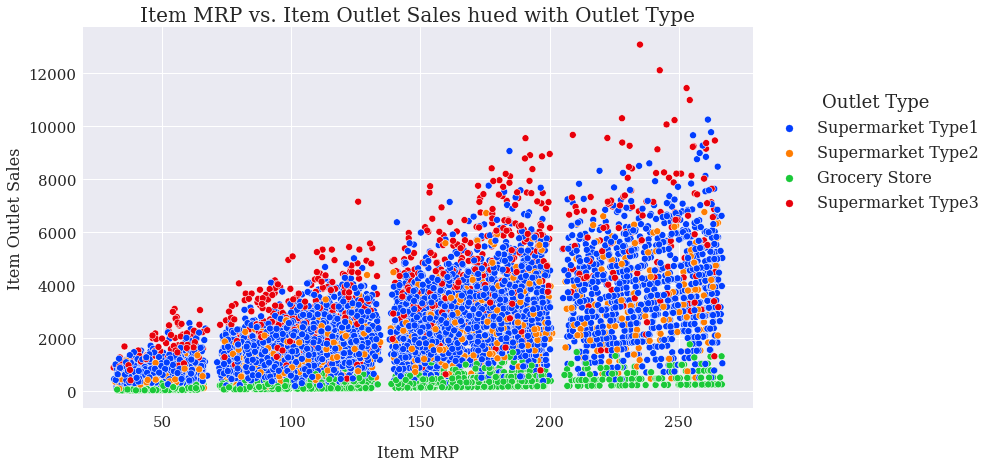 Item MRP vs. Item Outlet Sales hued with Outlet Type
Item Outlet Sales
12000
10000
8000
6000
4000
2000
0
50 100 150 200 250
Item MRP
Outlet Type
Supermarket Type1
Supermarket Type2
Grocery Store
Supermarket Type3